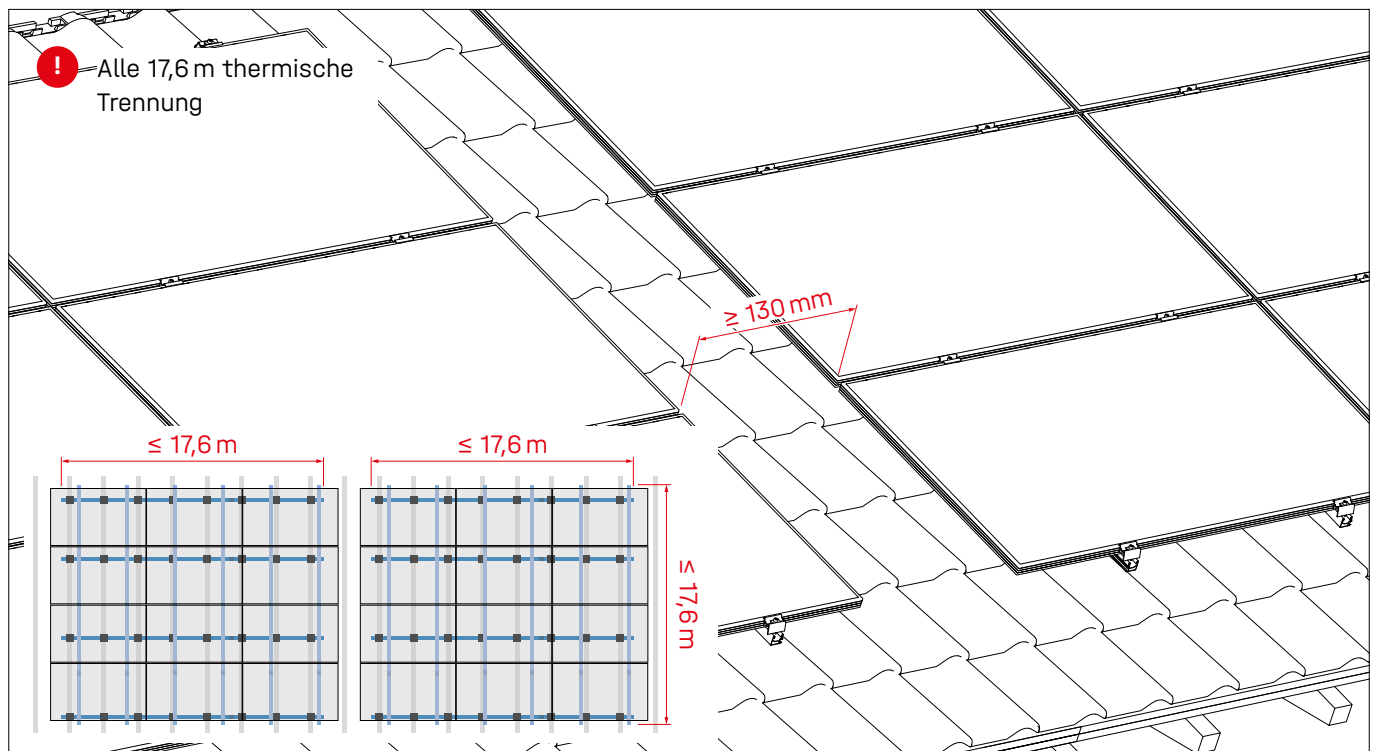 ! Alle 17,6 m thermische
Trennung
≥ 130 mm
≤ 17,6 m
≤ 17,6 m
≤ 17,6 m